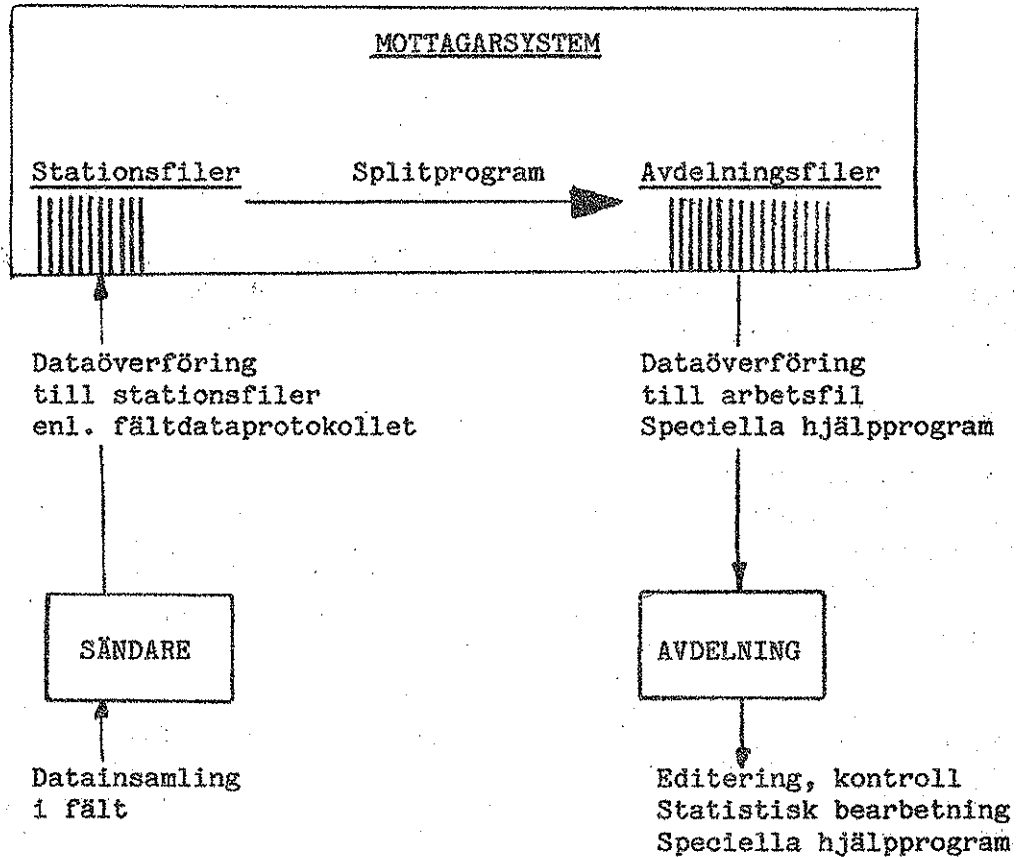 MOTTAGARSYSTEM
Stationsfiler
Splitprogram
Avdelningsfiler
Dataöverföring
till stationsfiler
enl. fältdataprotokollet
Dataöverföring
till arbetsfil
Speciella hjälpprogram
SÄNDARE
AVDELNING
Datainsamling
i fält
Editering, kontroll
Statistisk bearbetning
Speciella hjälpprogram